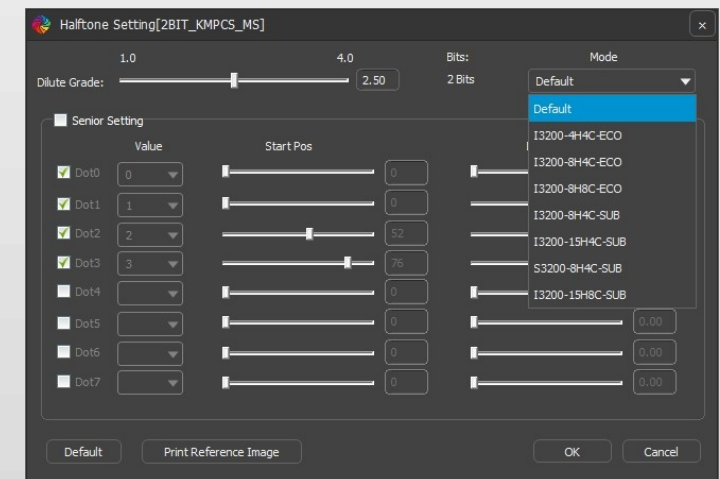 Halftone Setting[2BIT_KMPCS_MS]
1.0 4.0 Bits: Mode
Dilute Grade: 2.50 2 Bits Default
Default
I3200-4H4C-ECO
I3200-8H4C-ECO
I3200-8H8C-ECO
I3200-8H4C-SUB
I3200-15H4C-SUB
S3200-8H4C-SUB
I3200-15H8C-SUB
Senior Setting
Value Start Pos
Dot0 0 0
Dot1 1 0
Dot2 2 52
Dot3 3 76
Dot4 0
Dot5 0 0.00
Dot6 0 0.00
Dot7 0 0.00
Default Print Reference Image OK Cancel